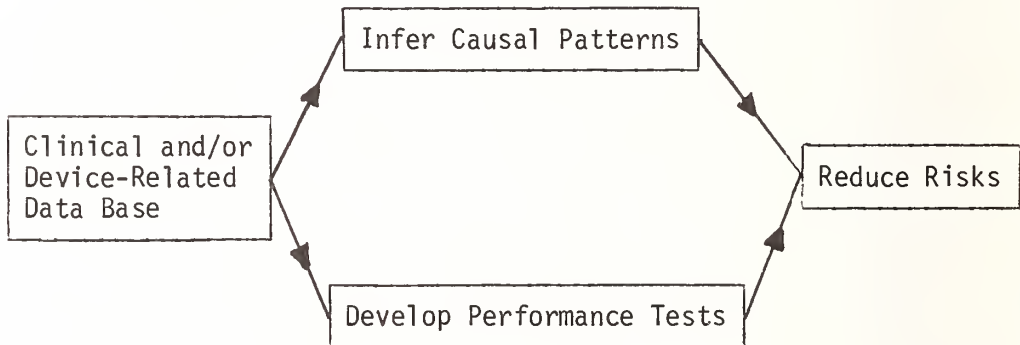 Infer Causal Patterns
Clinical and/or
Device-Related
Data Base
Reduce Risks
Develop Performance Tests